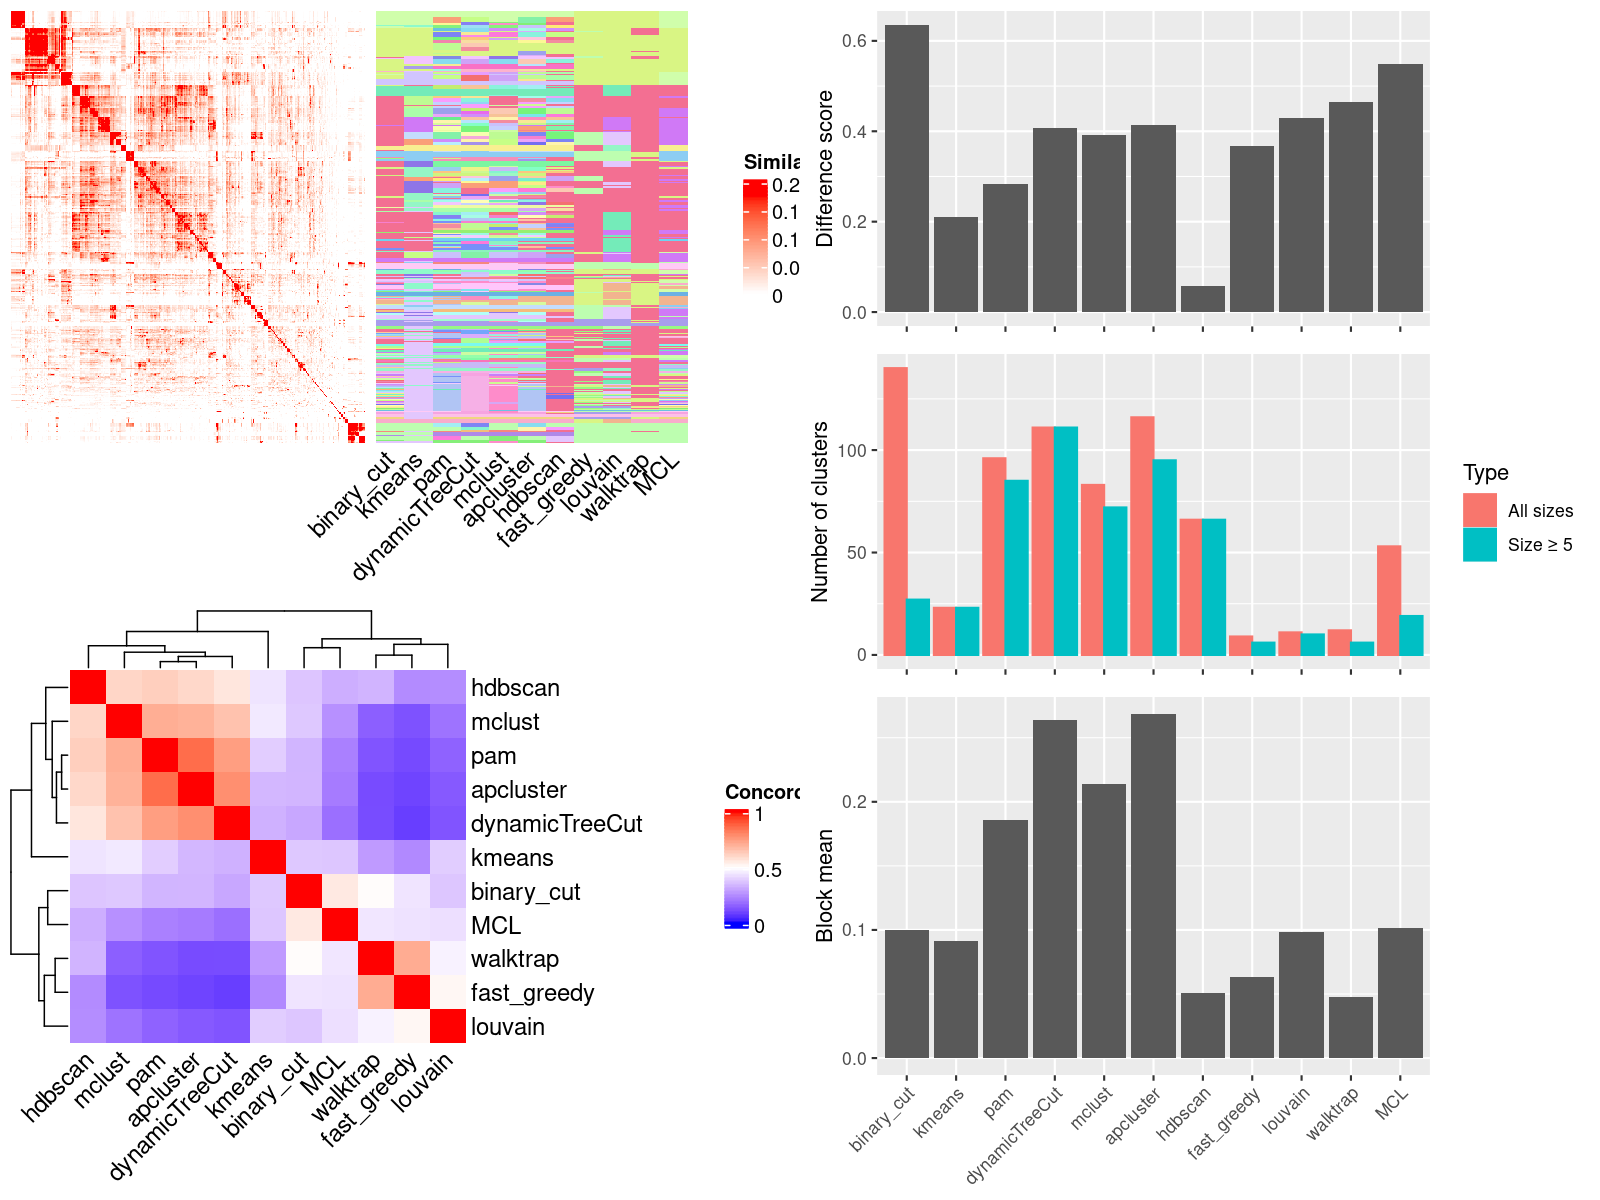 Simila
0.2
0.1
0.1
0.0
0
binary_cut
kmeans
pam
dynamicTreeCut
mclust
apcluster
hdbscan
fast_greedy
louvain
walktrap
MCL
hdbscan
mclust
pam
apcluster
dynamicTreeCut
kmeans
binary_cut
MCL
walktrap
fast_greedy
louvain
hdbscan
mclust
pam
apcluster
dynamicTreeCut
kmeans
binary_cut
MCL
walktrap
fast_greedy
louvain
Concord
1
0.5
0
Difference score
0.6
0.4
0.2
0.0
Number of clusters
100
50
0
Type
All sizes
Size ≥ 5
Block mean
0.2
0.1
0.0
binary_cut
kmeans
pam
dynamicTreeCut
mclust
apcluster
hdbscan
fast_greedy
louvain
walktrap
MCL